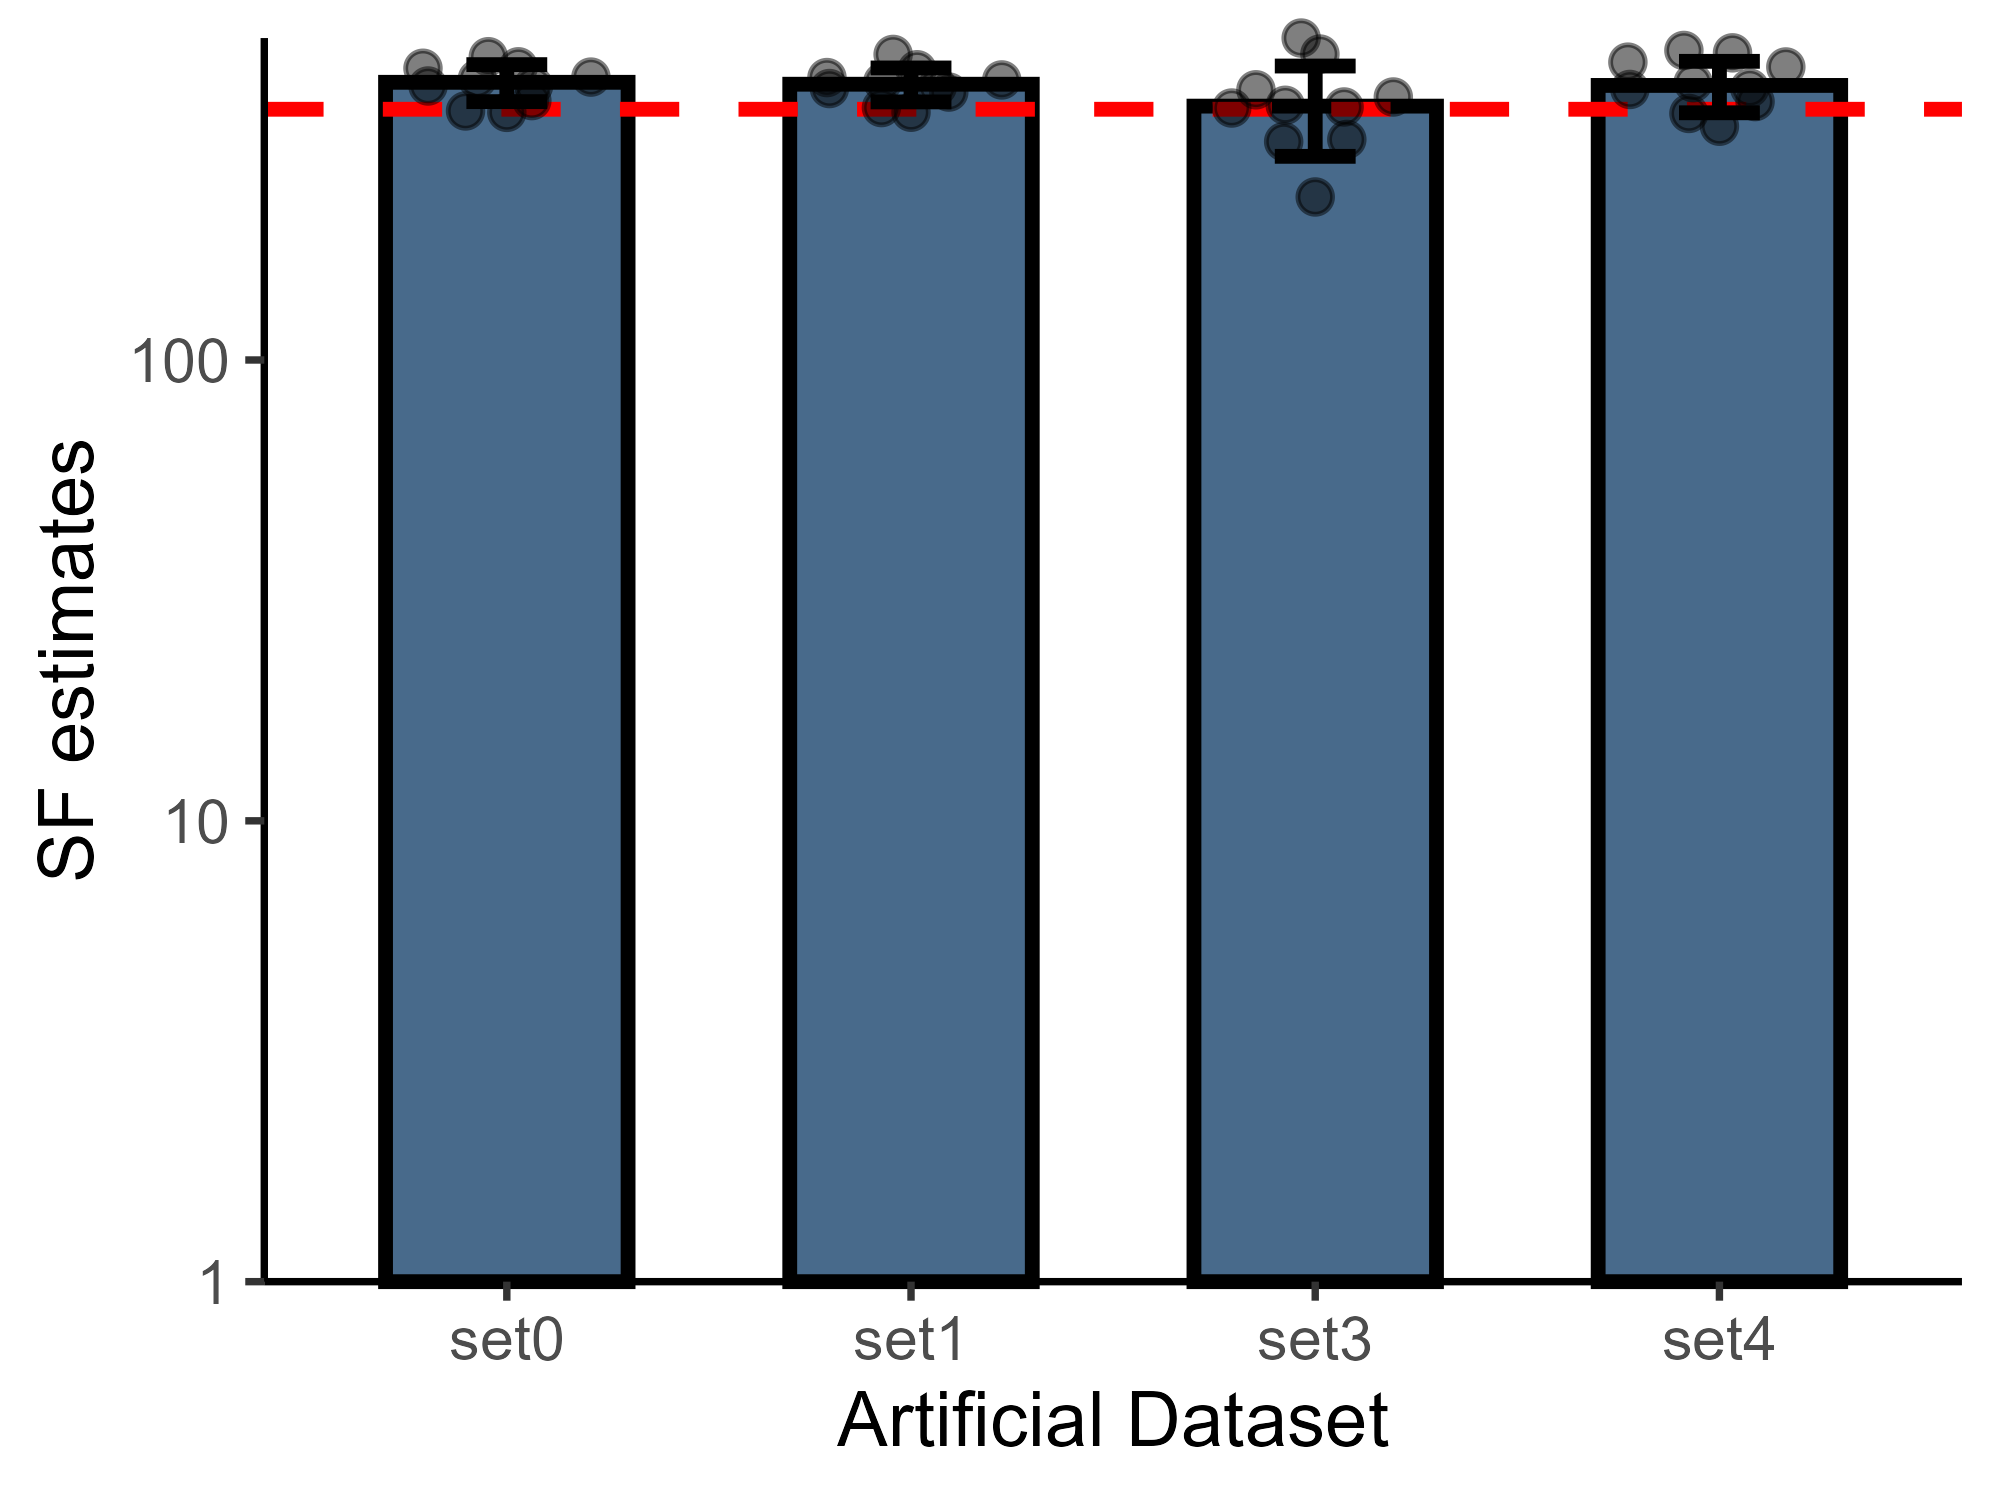 SF estimates
100
10
1
set0 set1 set3 set4
Artificial Dataset